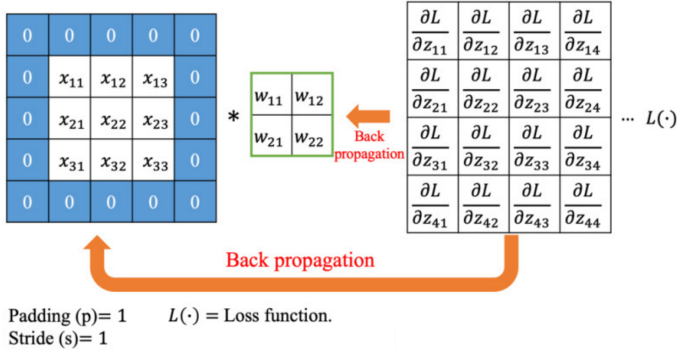 0 0 0 0 0
0 x₁₁ x₁₂ x₁₃ 0
0 x₂₁ x₂₂ x₂₃ 0
0 x₃₁ x₃₂ x₃₃ 0
0 0 0 0 0
*
w₁₁ w₁₂
w₂₁ w₂₂
Back
propagation
∂L/∂z₁₁ ∂L/∂z₁₂ ∂L/∂z₁₃ ∂L/∂z₁₄
∂L/∂z₂₁ ∂L/∂z₂₂ ∂L/∂z₂₃ ∂L/∂z₂₄
∂L/∂z₃₁ ∂L/∂z₃₂ ∂L/∂z₃₃ ∂L/∂z₃₄
∂L/∂z₄₁ ∂L/∂z₄₂ ∂L/∂z₄₃ ∂L/∂z₄₄
... L(·)
Back propagation
Padding (p)= 1 L(·) = Loss function.
Stride (s)= 1